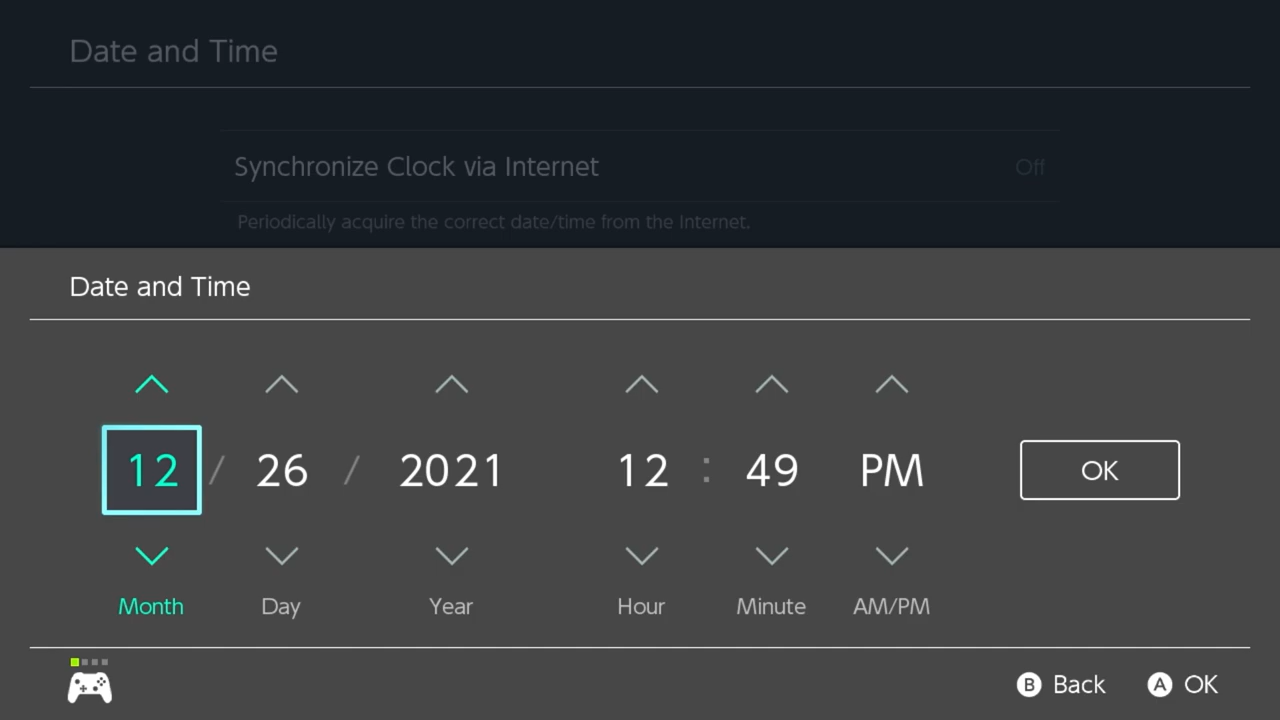 Date and Time
Synchronize Clock via Internet Off
Periodically acquire the correct date/time from the Internet.
Date and Time
12 / 26 / 2021 12 : 49 PM OK
Month Day Year Hour Minute AM/PM
B Back A OK